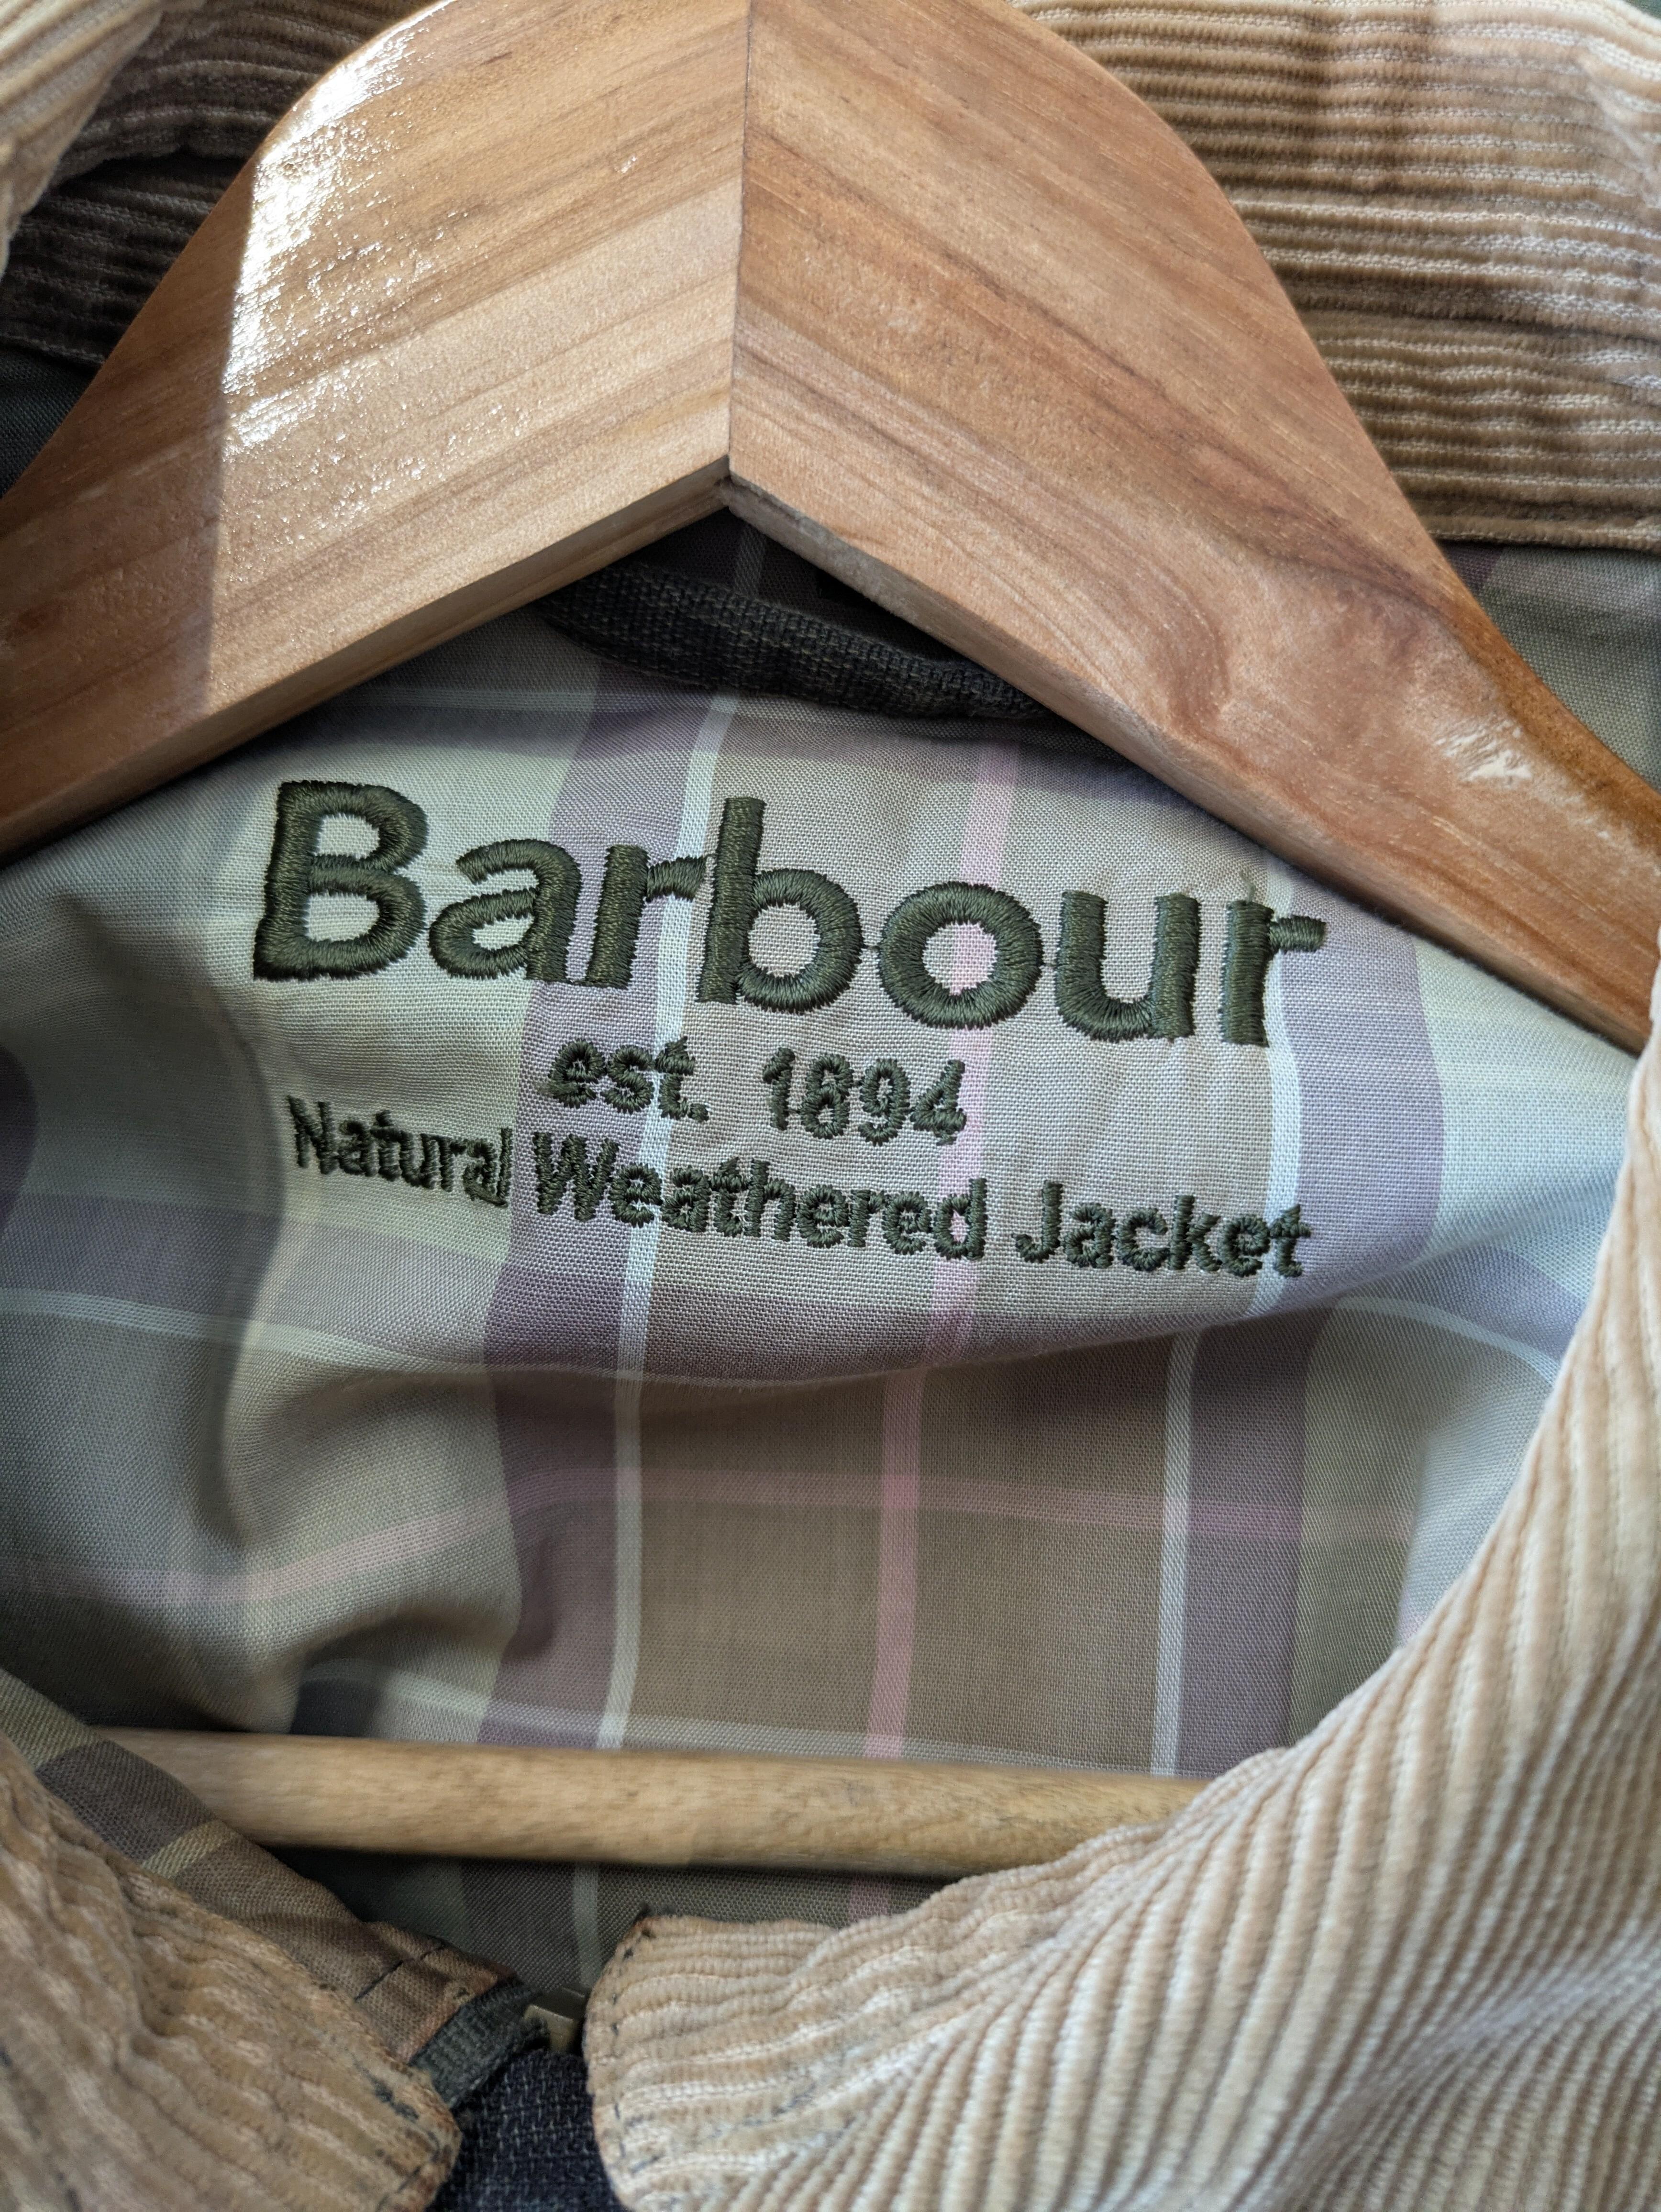 Barbour
est. 1894
Natural Weathered Jacket